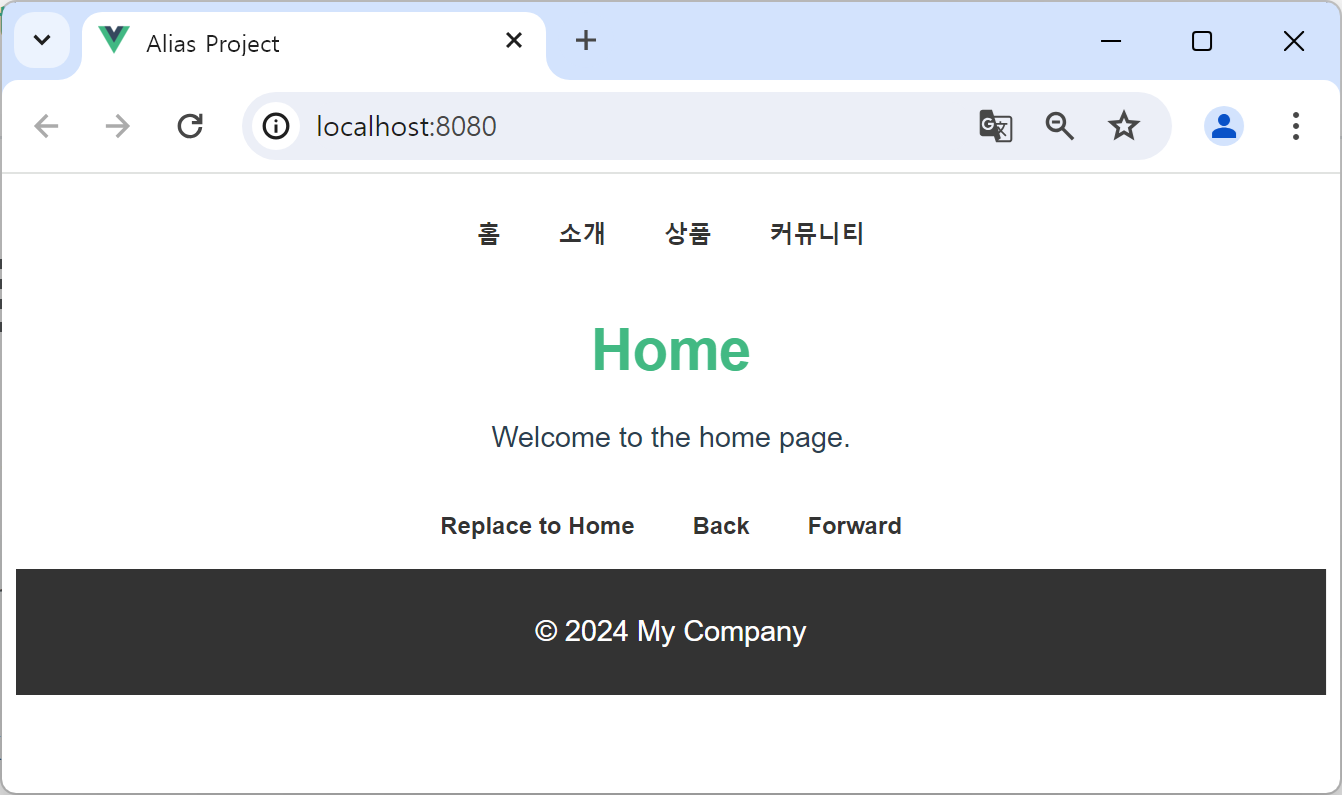 Alias Project
localhost:8080
홈 소개 상품 커뮤니티
Home
Welcome to the home page.
Replace to Home Back Forward
© 2024 My Company